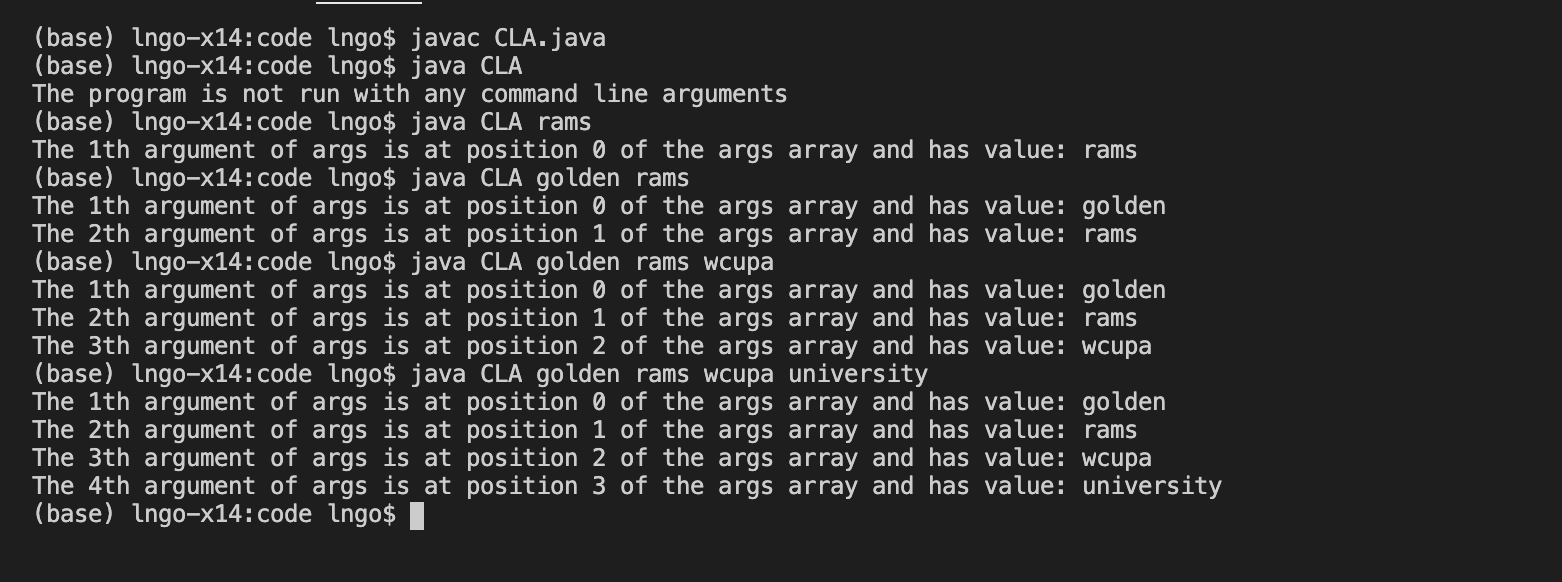 (base) lngo-x14:code lngo$ javac CLA.java
(base) lngo-x14:code lngo$ java CLA
The program is not run with any command line arguments
(base) lngo-x14:code lngo$ java CLA rams
The 1th argument of args is at position 0 of the args array and has value: rams
(base) lngo-x14:code lngo$ java CLA golden rams
The 1th argument of args is at position 0 of the args array and has value: golden
The 2th argument of args is at position 1 of the args array and has value: rams
(base) lngo-x14:code lngo$ java CLA golden rams wcupa
The 1th argument of args is at position 0 of the args array and has value: golden
The 2th argument of args is at position 1 of the args array and has value: rams
The 3th argument of args is at position 2 of the args array and has value: wcupa
(base) lngo-x14:code lngo$ java CLA golden rams wcupa university
The 1th argument of args is at position 0 of the args array and has value: golden
The 2th argument of args is at position 1 of the args array and has value: rams
The 3th argument of args is at position 2 of the args array and has value: wcupa
The 4th argument of args is at position 3 of the args array and has value: university
(base) lngo-x14:code lngo$